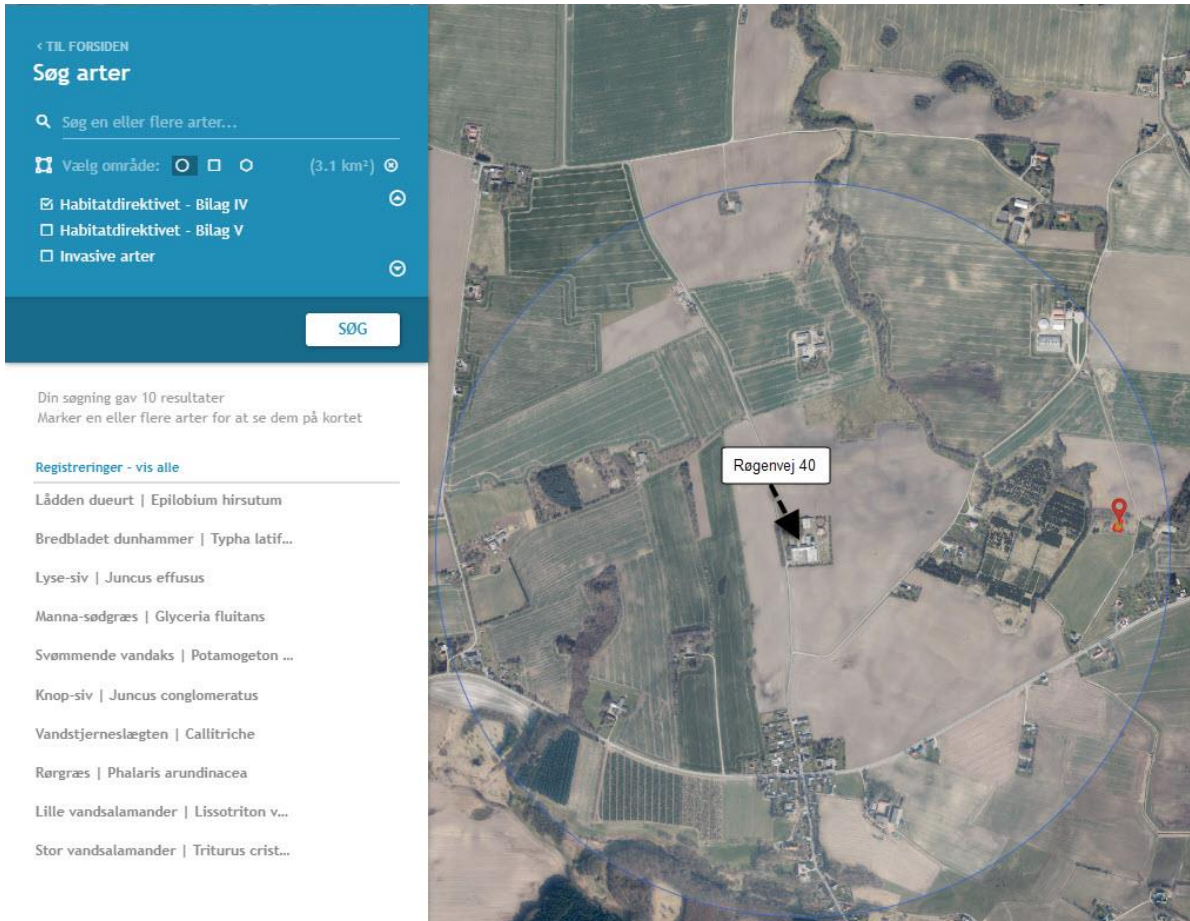 ‹ TIL FORSIDEN
Søg arter
Søg en eller flere arter...
Vælg område: (3.1 km²)
Habitatdirektivet - Bilag IV
Habitatdirektivet - Bilag V
Invasive arter
SØG
Din søgning gav 10 resultater
Marker en eller flere arter for at se dem på kortet
Registreringer - vis alle
Lådden dueurt | Epilobium hirsutum
Bredbladet dunhammer | Typha latif...
Lyse-siv | Juncus effusus
Manna-sødgræs | Glyceria fluitans
Svømmende vandaks | Potamogeton ...
Knop-siv | Juncus conglomeratus
Vandstjerneslægten | Callitriche
Rørgræs | Phalaris arundinacea
Lille vandsalamander | Lissotriton v...
Stor vandsalamander | Triturus crist...
Røgenvej 40